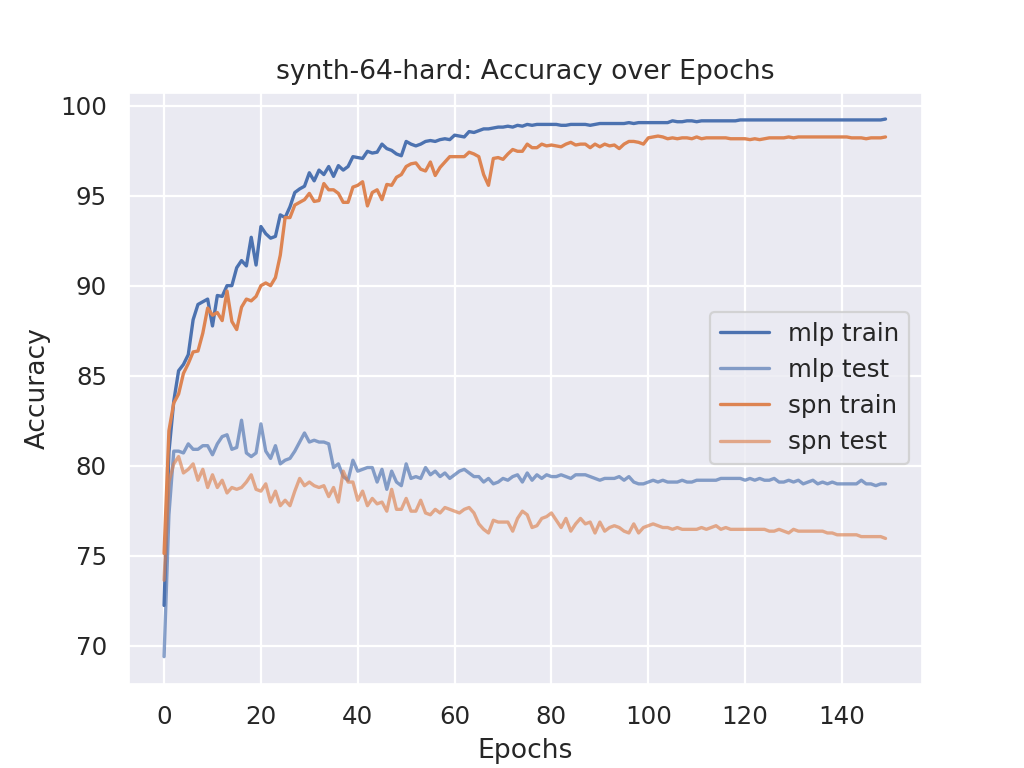 synth-64-hard: Accuracy over Epochs
100
95
90
85
80
75
70
Accuracy
mlp train
mlp test
spn train
spn test
0 20 40 60 80 100 120 140
Epochs